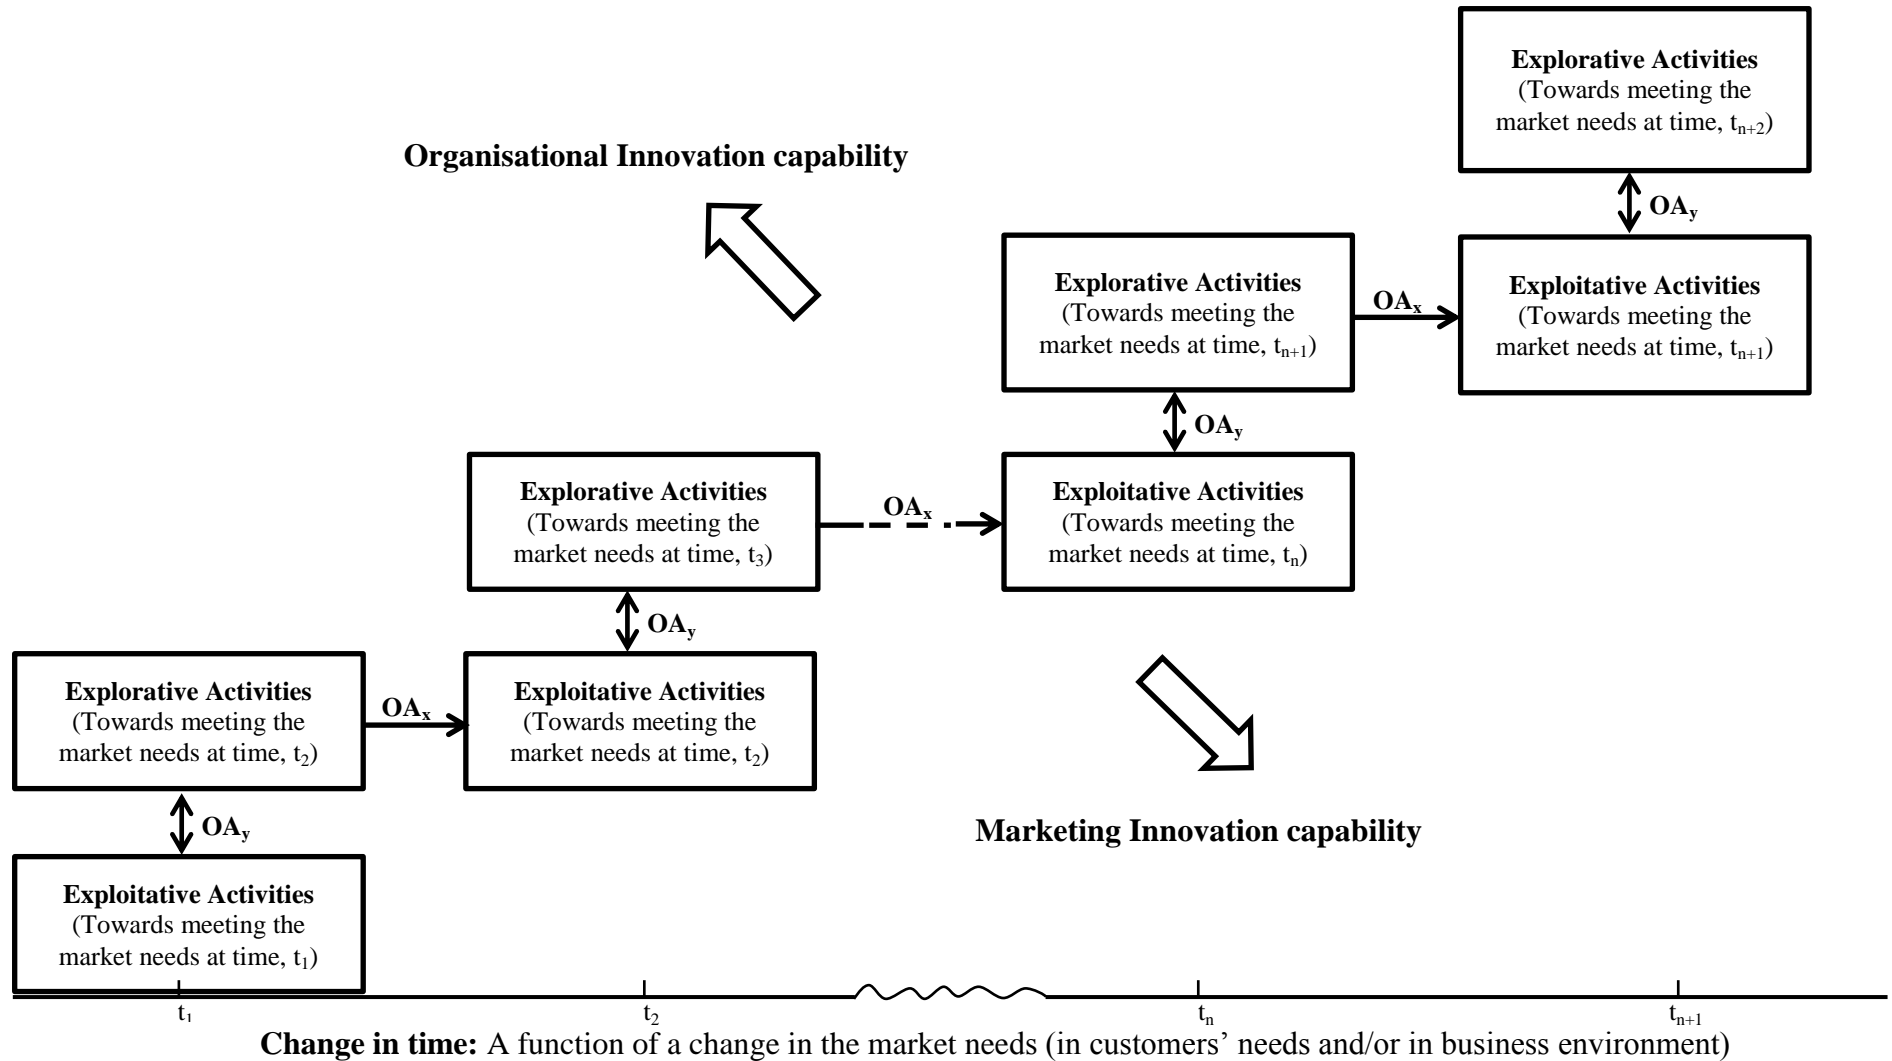 Explorative Activities
(Towards meeting the
market needs at time, tn+2)
Organisational Innovation capability
OAy
Explorative Activities
(Towards meeting the
market needs at time, tn+1)
OAx
Exploitative Activities
(Towards meeting the
market needs at time, tn+1)
OAy
Explorative Activities
(Towards meeting the
market needs at time, t3)
OAx
Exploitative Activities
(Towards meeting the
market needs at time, tn)
OAy
Explorative Activities
(Towards meeting the
market needs at time, t2)
OAx
Exploitative Activities
(Towards meeting the
market needs at time, t2)
OAy
Marketing Innovation capability
Exploitative Activities
(Towards meeting the
market needs at time, t1)
t1
t2
tn
tn+1
Change in time: A function of a change in the market needs (in customers’ needs and/or in business environment)